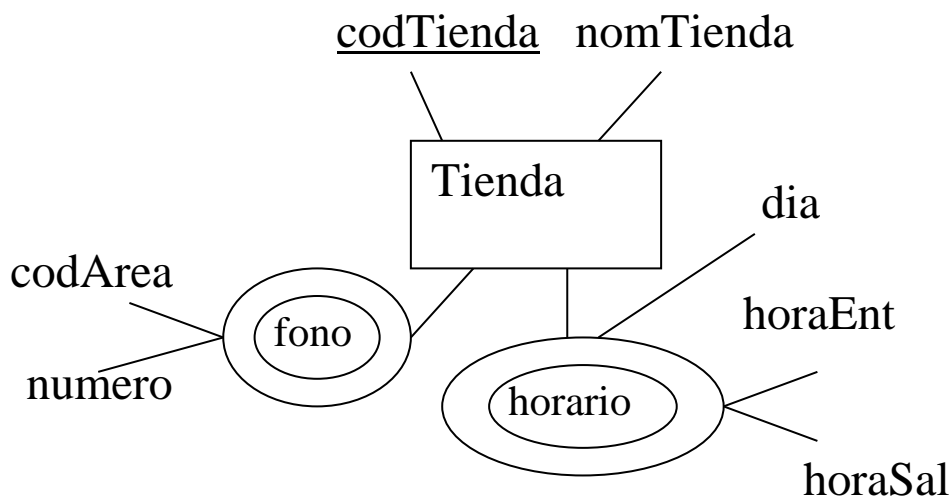 codTienda nomTienda
Tienda
dia
codArea
fono
horaEnt
numero
horario
horaSal